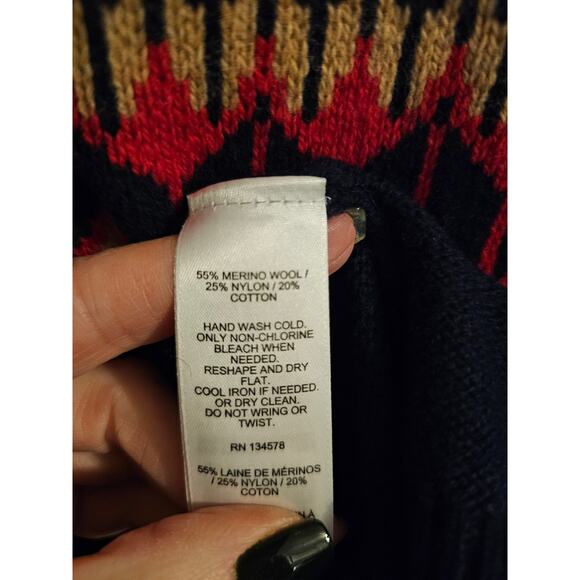 55% MERINO WOOL /
25% NYLON / 20%
COTTON
HAND WASH COLD.
ONLY NON-CHLORINE
BLEACH WHEN
NEEDED.
RESHAPE AND DRY
FLAT.
COOL IRON IF NEEDED.
OR DRY CLEAN.
DO NOT WRING OR
TWIST.
RN 134578
55% LAINE DE MÉRINOS
/ 25% NYLON / 20%
COTON